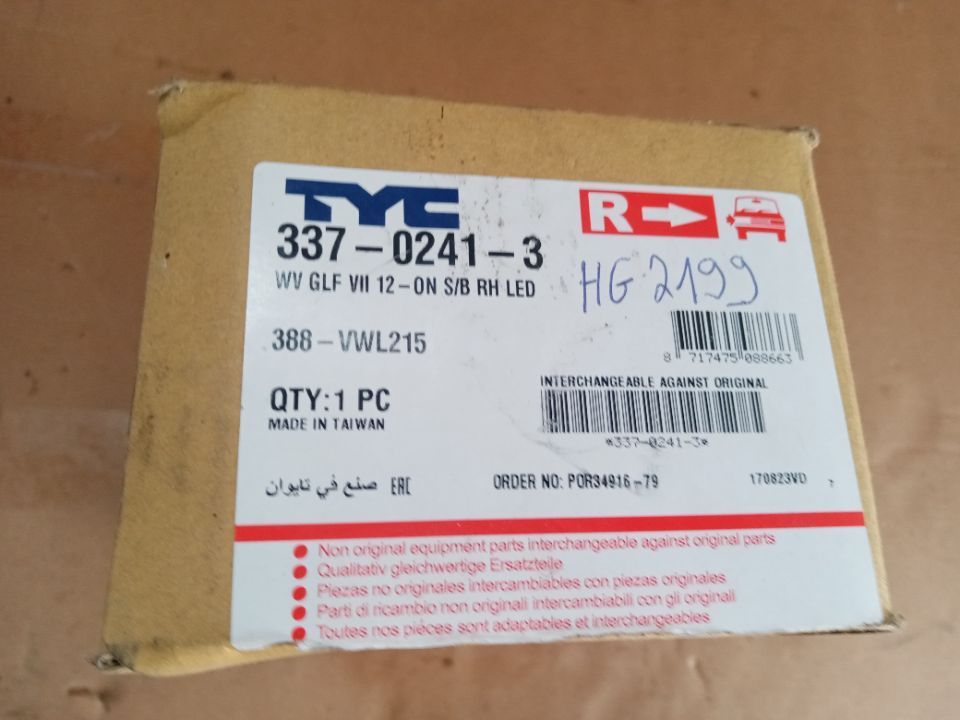 TYC
R
337-0241-3
WV GLF VII 12-ON S/B RH LED
HG 2199
388-VWL215
8 717475 088663
QTY: 1 PC
INTERCHANGEABLE AGAINST ORIGINAL
MADE IN TAIWAN
*337-0241-3*
صنع في تايوان EAC
ORDER NO: POR34916-79
170823VD
Non original equipment parts interchangeable against original parts
Qualitativ gleichwertige Ersatzteile
Piezas no originales intercambiables con piezas originales
Parti di ricambio non originali intercambiabili con gli originali
Toutes nos piéces sont adaptables et interchangeables